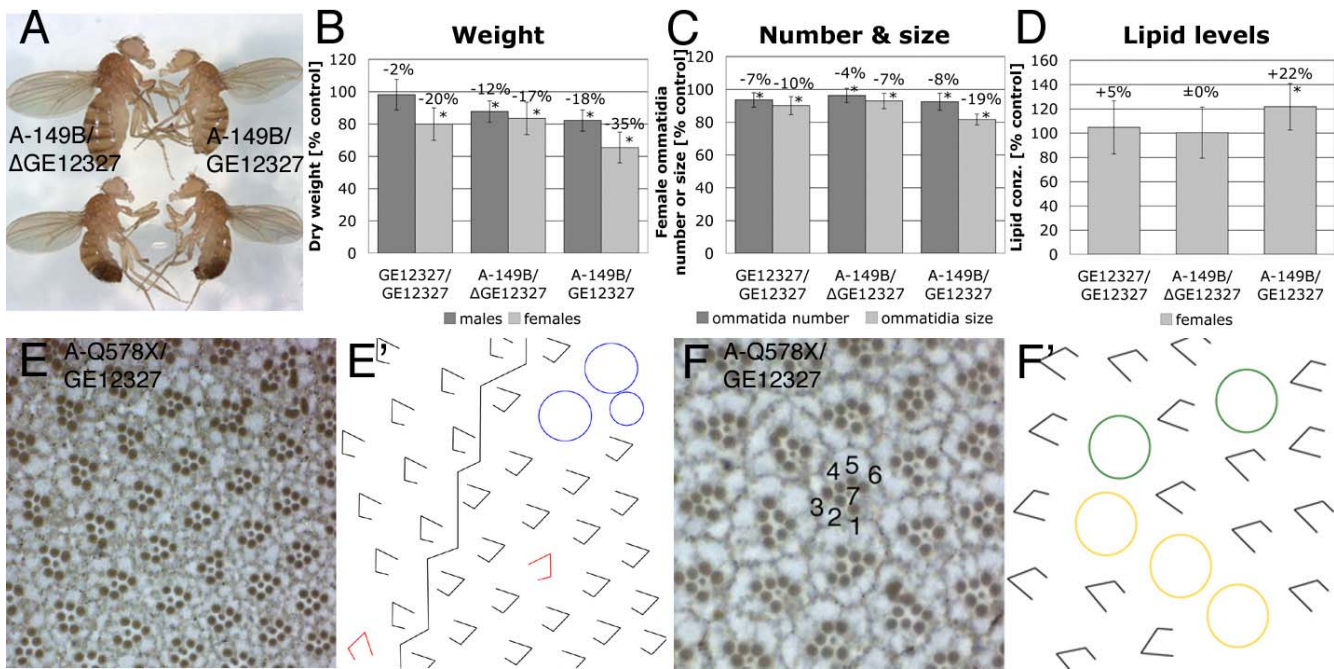 A
A-149B/
ΔGE12327
A-149B/
GE12327
B
Weight
Dry weight [% control]
140
120
100
80
60
40
20
0
-2%
-20%
-12%
-17%
-18%
-35%
*
*
*
*
*
GE12327/
GE12327
A-149B/
ΔGE12327
A-149B/
GE12327
males
females
C
Number & size
Female ommatidia
number or size [% control]
140
120
100
80
60
40
20
0
-7%
-10%
-4%
-7%
-8%
-19%
*
*
*
*
*
*
GE12327/
GE12327
A-149B/
ΔGE12327
A-149B/
GE12327
ommatida number
ommatidia size
D
Lipid levels
Lipid conz. [% control]
160
140
120
100
80
60
40
20
0
+5%
±0%
+22%
*
GE12327/
GE12327
A-149B/
ΔGE12327
A-149B/
GE12327
females
E
A-Q578X/
GE12327
E'
F
A-Q578X/
GE12327
4
5
6
3
2
7
1
F'